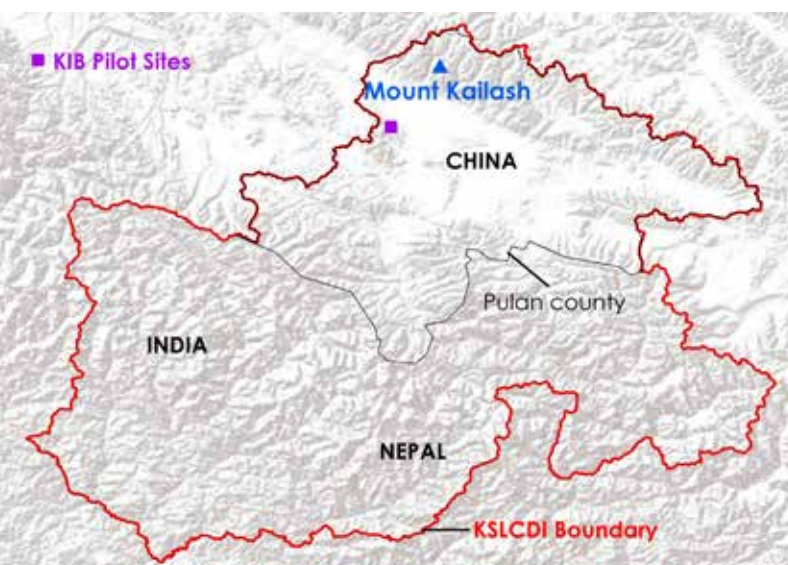 KIB Pilot Sites
Mount Kailash
CHINA
Pulan county
INDIA
NEPAL
KSLCDI Boundary